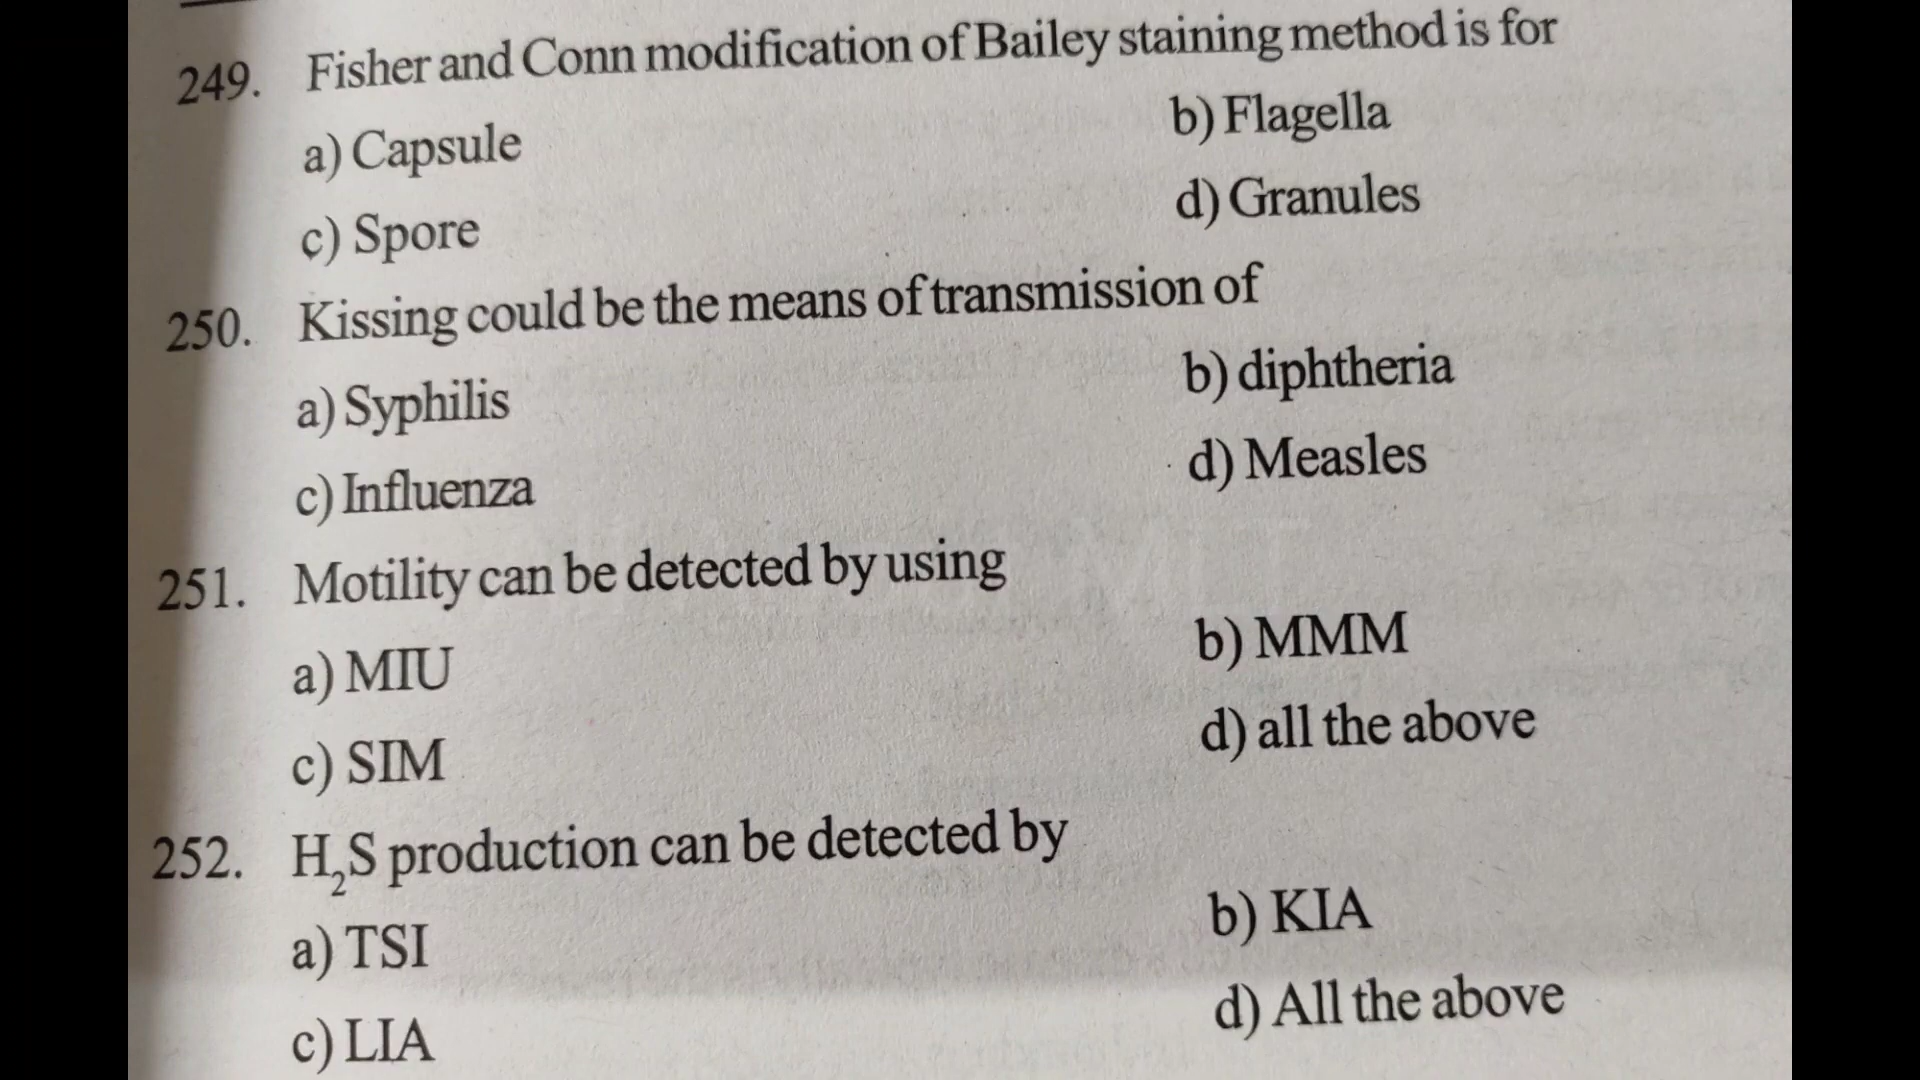 249. Fisher and Conn modification of Bailey staining method is for
a) Capsule b) Flagella
c) Spore d) Granules
250. Kissing could be the means of transmission of
a) Syphilis b) diphtheria
c) Influenza d) Measles
251. Motility can be detected by using
a) MIU b) MMM
c) SIM d) all the above
252. H₂S production can be detected by
a) TSI b) KIA
c) LIA d) All the above